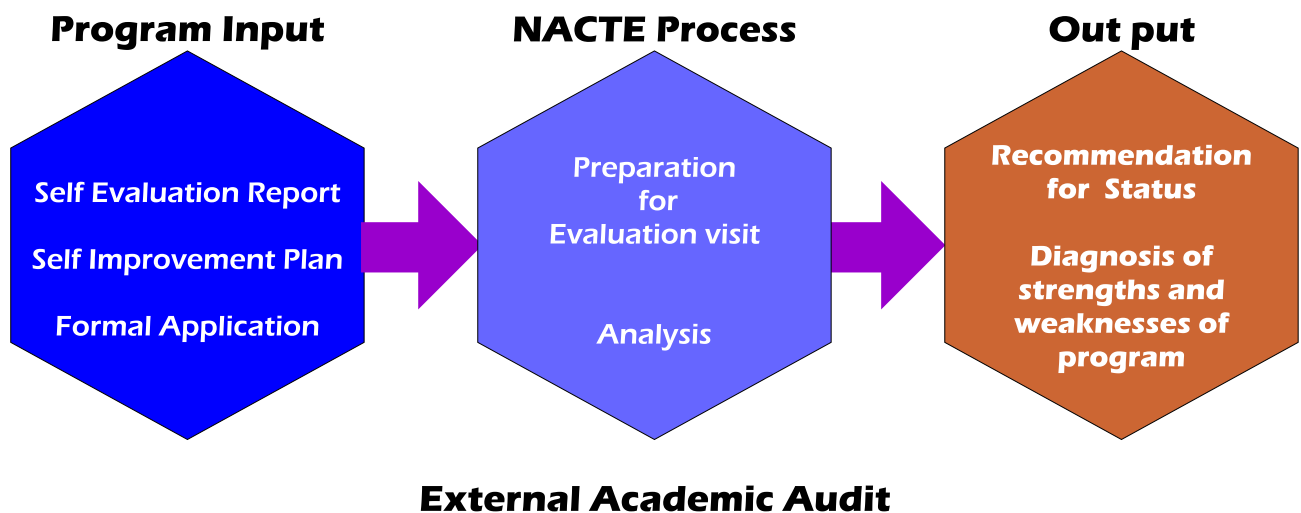 Program Input
Self Evaluation Report
Self Improvement Plan
Formal Application
NACTE Process
Preparation
for
Evaluation visit
Analysis
Out put
Recommendation
for Status
Diagnosis of
strengths and
weaknesses of
program
External Academic Audit